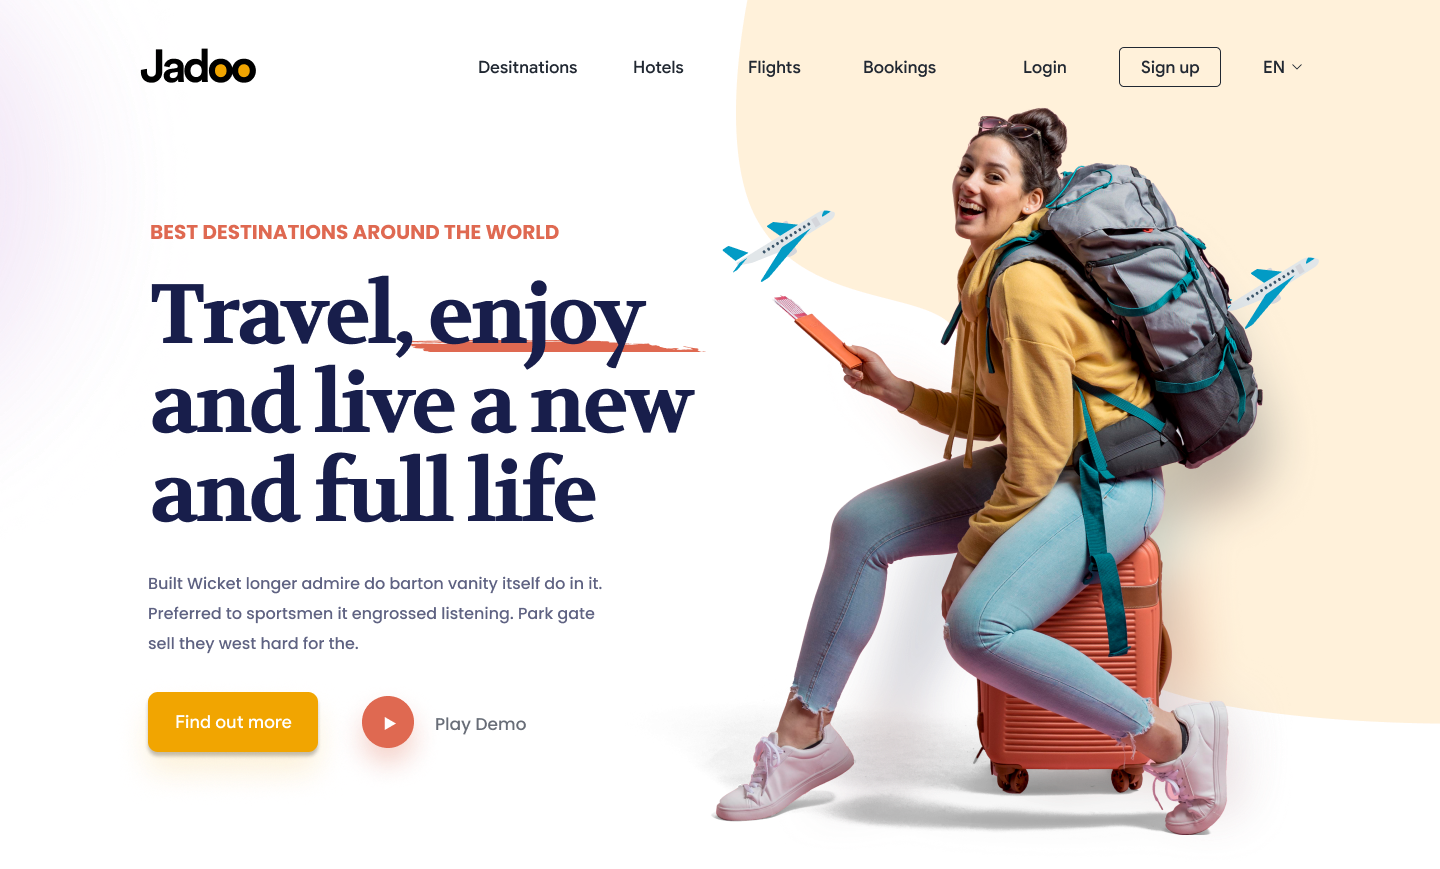 Jadoo
Desitnations Hotels Flights Bookings Login Sign up EN
BEST DESTINATIONS AROUND THE WORLD
Travel, enjoy
and live a new
and full life
Built Wicket longer admire do barton vanity itself do in it.
Preferred to sportsmen it engrossed listening. Park gate
sell they west hard for the.
Find out more
Play Demo